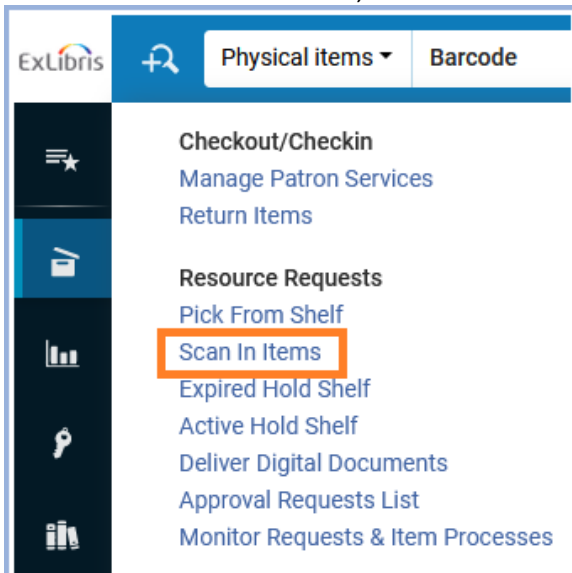 ExLibris
Physical items
Barcode
Checkout/Checkin
Manage Patron Services
Return Items
Resource Requests
Pick From Shelf
Scan In Items
Expired Hold Shelf
Active Hold Shelf
Deliver Digital Documents
Approval Requests List
Monitor Requests & Item Processes